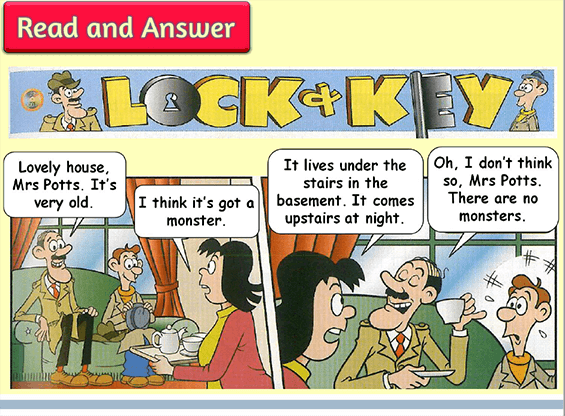 Read and Answer
LOCK & KEY
Lovely house,
Mrs Potts. It's
very old.
I think it's got a
monster.
It lives under the
stairs in the
basement. It comes
upstairs at night.
Oh, I don't think
so, Mrs Potts.
There are no
monsters.